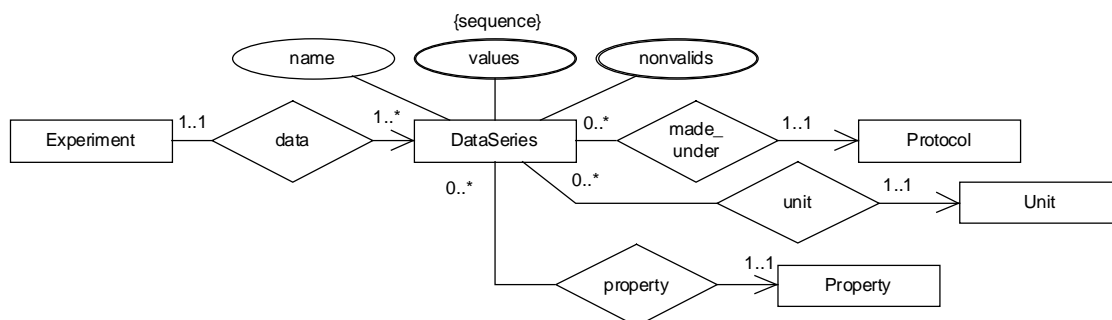 {sequence}
name
values
nonvalids
1..1
1..*
0..*
1..1
Experiment
data
DataSeries
made_
under
Protocol
0..*
0..*
1..1
unit
Unit
1..1
property
Property